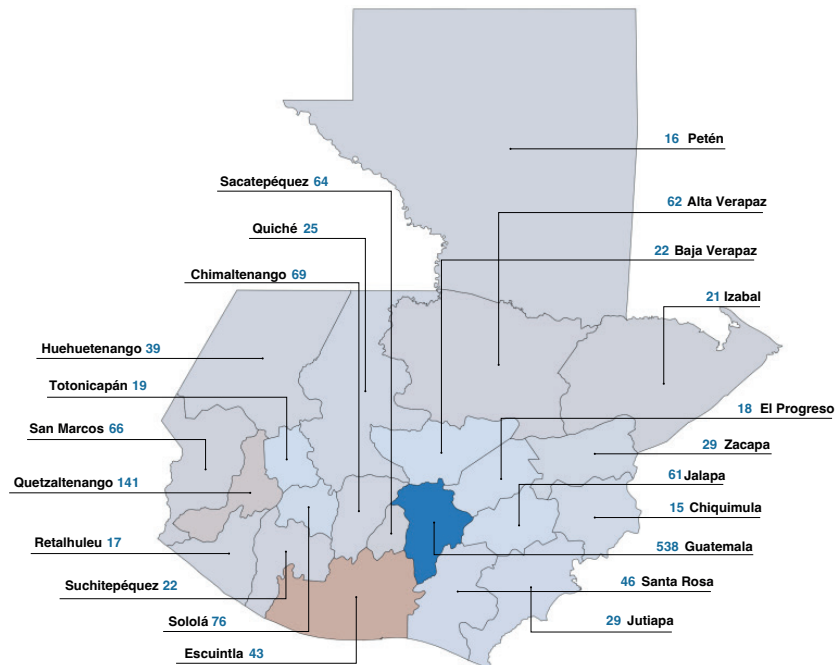 16 Petén
Sacatepéquez 64
62 Alta Verapaz
Quiché 25
22 Baja Verapaz
Chimaltenango 69
21 Izabal
Huehuetenango 39
Totonicapán 19
18 El Progreso
San Marcos 66
29 Zacapa
61 Jalapa
Quetzaltenango 141
15 Chiquimula
Retalhuleu 17
538 Guatemala
Suchitepéquez 22
46 Santa Rosa
Sololá 76
29 Jutiapa
Escuintla 43